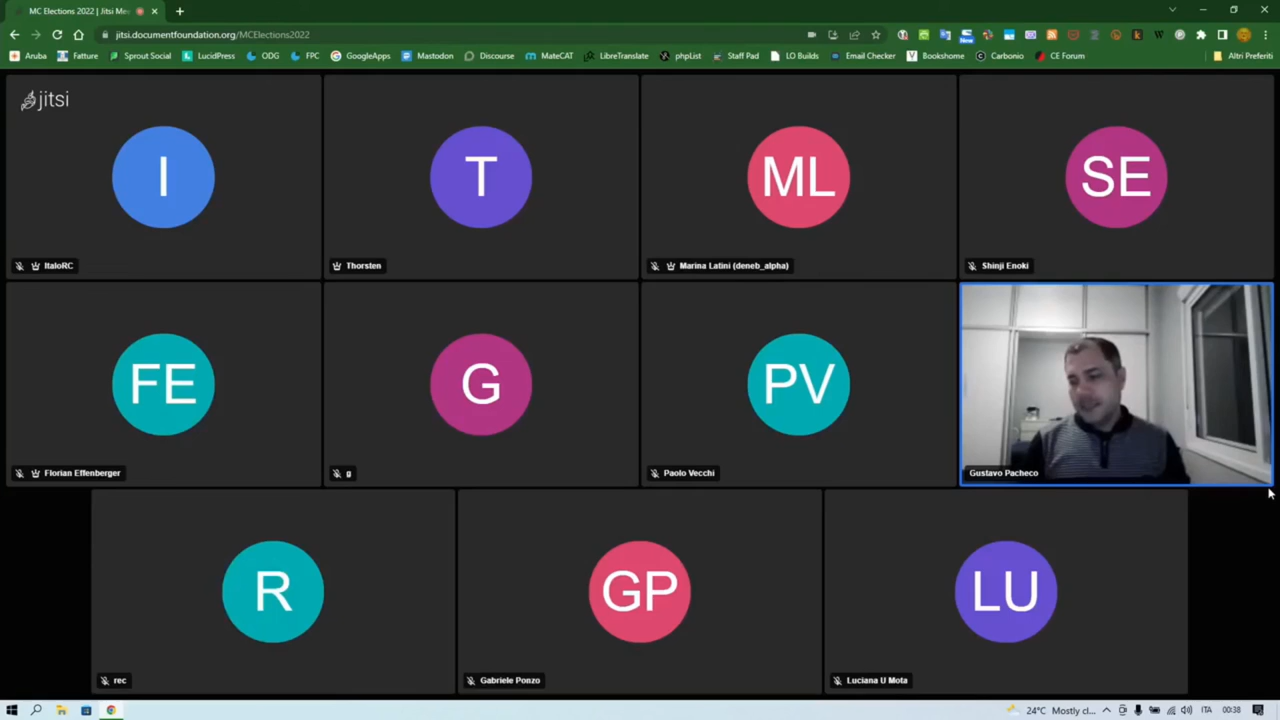 MC Elections 2022 | Jitsi Me
jitsi.documentfoundation.org/MCElections2022
Aruba
Fatture
Sprout Social
LucidPress
ODG
FPC
GoogleApps
Mastodon
Discourse
MateCAT
LibreTranslate
phpList
Staff Pad
LO Builds
Email Checker
Bookshome
Carbonio
CE Forum
Altri Preferiti
New
jitsi
I
T
ML
SE
ItaloRC
Thorsten
Marina Latini (deneb_alpha)
Shinji Enoki
FE
G
PV
Florian Effenberger
g
Paolo Vecchi
Gustavo Pacheco
R
GP
LU
rec
Gabriele Ponzo
Luciana U Mota
24°C Mostly cl...
ITA
00:38